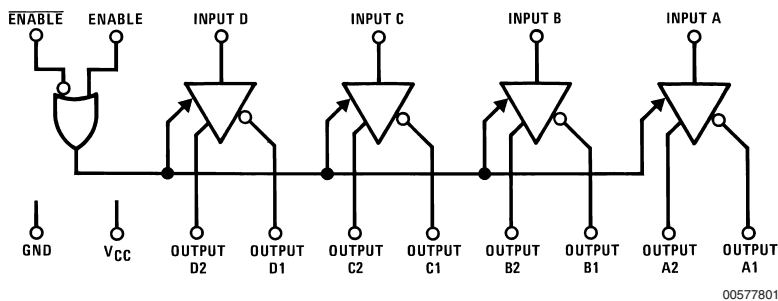 ENABLE ENABLE INPUT D INPUT C INPUT B INPUT A
GND VCC OUTPUT D2 OUTPUT D1 OUTPUT C2 OUTPUT C1 OUTPUT B2 OUTPUT B1 OUTPUT A2 OUTPUT A1
00577801